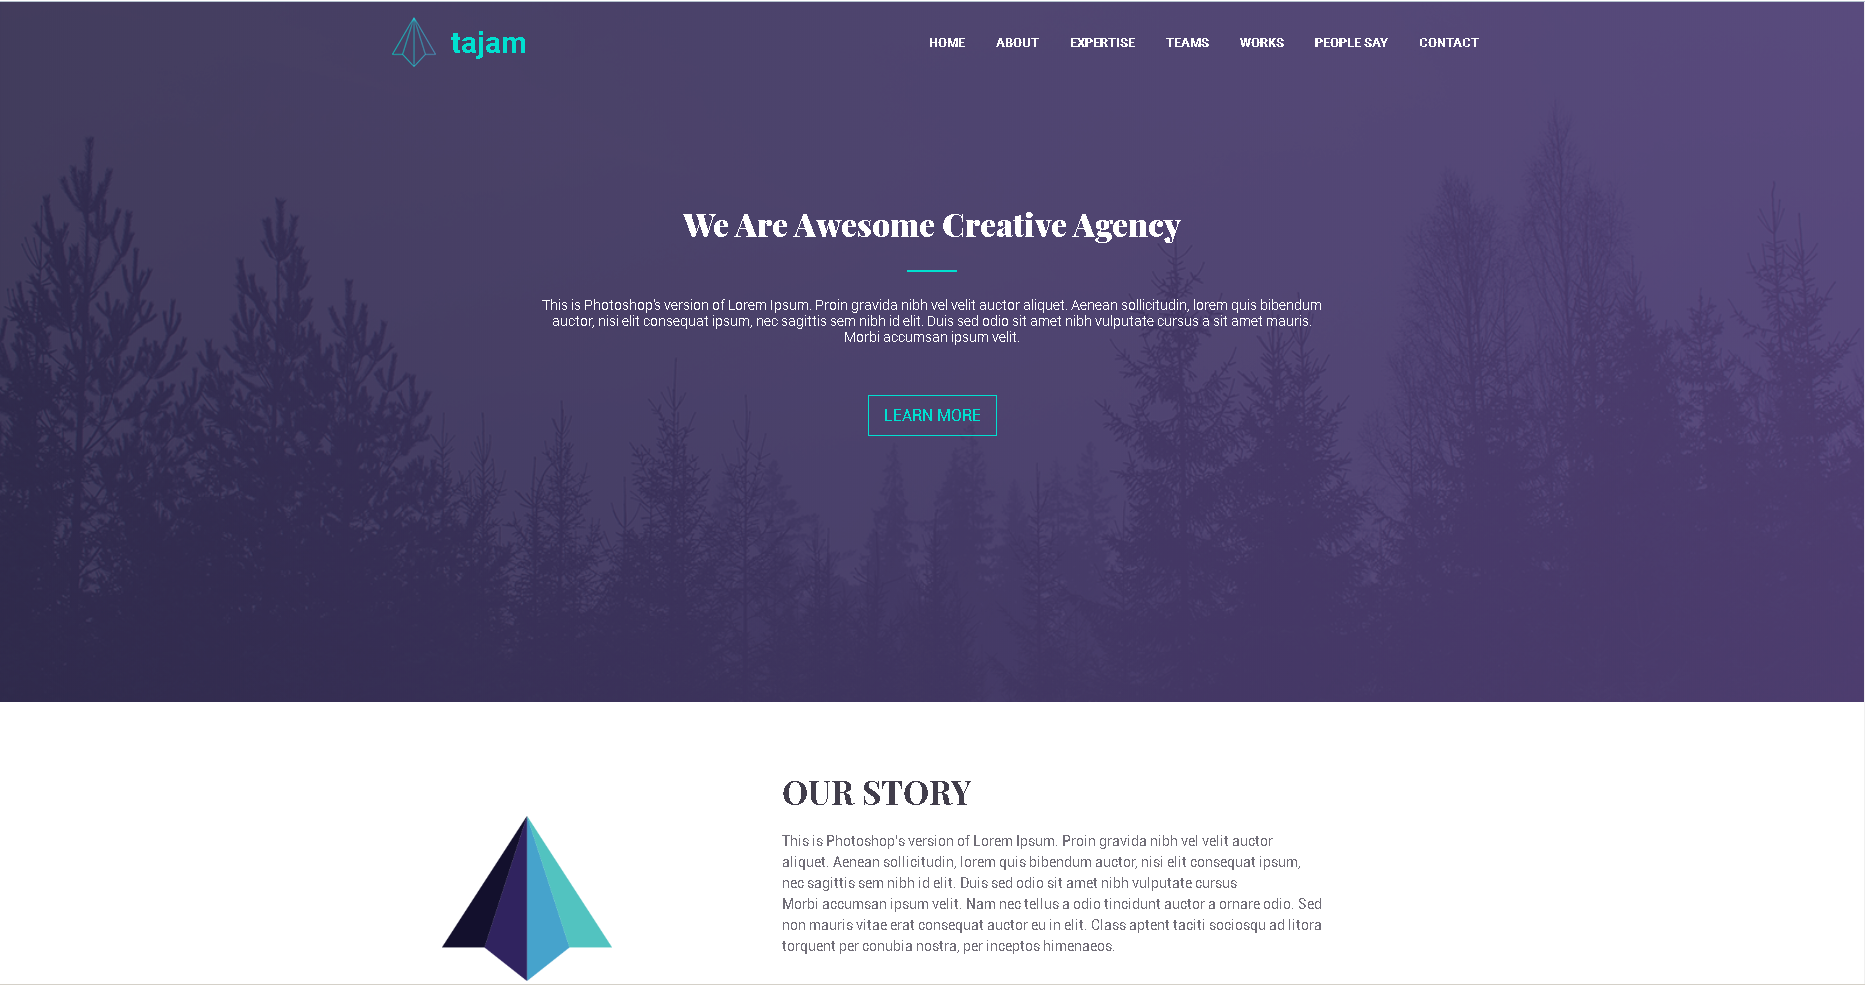 tajam
HOME ABOUT EXPERTISE TEAMS WORKS PEOPLE SAY CONTACT
We Are Awesome Creative Agency
This is Photoshop's version of Lorem Ipsum. Proin gravida nibh vel velit auctor aliquet. Aenean sollicitudin, lorem quis bibendum
auctor, nisi elit consequat ipsum, nec sagittis sem nibh id elit. Duis sed odio sit amet nibh vulputate cursus a sit amet mauris.
Morbi accumsan ipsum velit.
LEARN MORE
OUR STORY
This is Photoshop's version of Lorem Ipsum. Proin gravida nibh vel velit auctor
aliquet. Aenean sollicitudin, lorem quis bibendum auctor, nisi elit consequat ipsum,
nec sagittis sem nibh id elit. Duis sed odio sit amet nibh vulputate cursus
Morbi accumsan ipsum velit. Nam nec tellus a odio tincidunt auctor a ornare odio. Sed
non mauris vitae erat consequat auctor eu in elit. Class aptent taciti sociosqu ad litora
torquent per conubia nostra, per inceptos himenaeos.